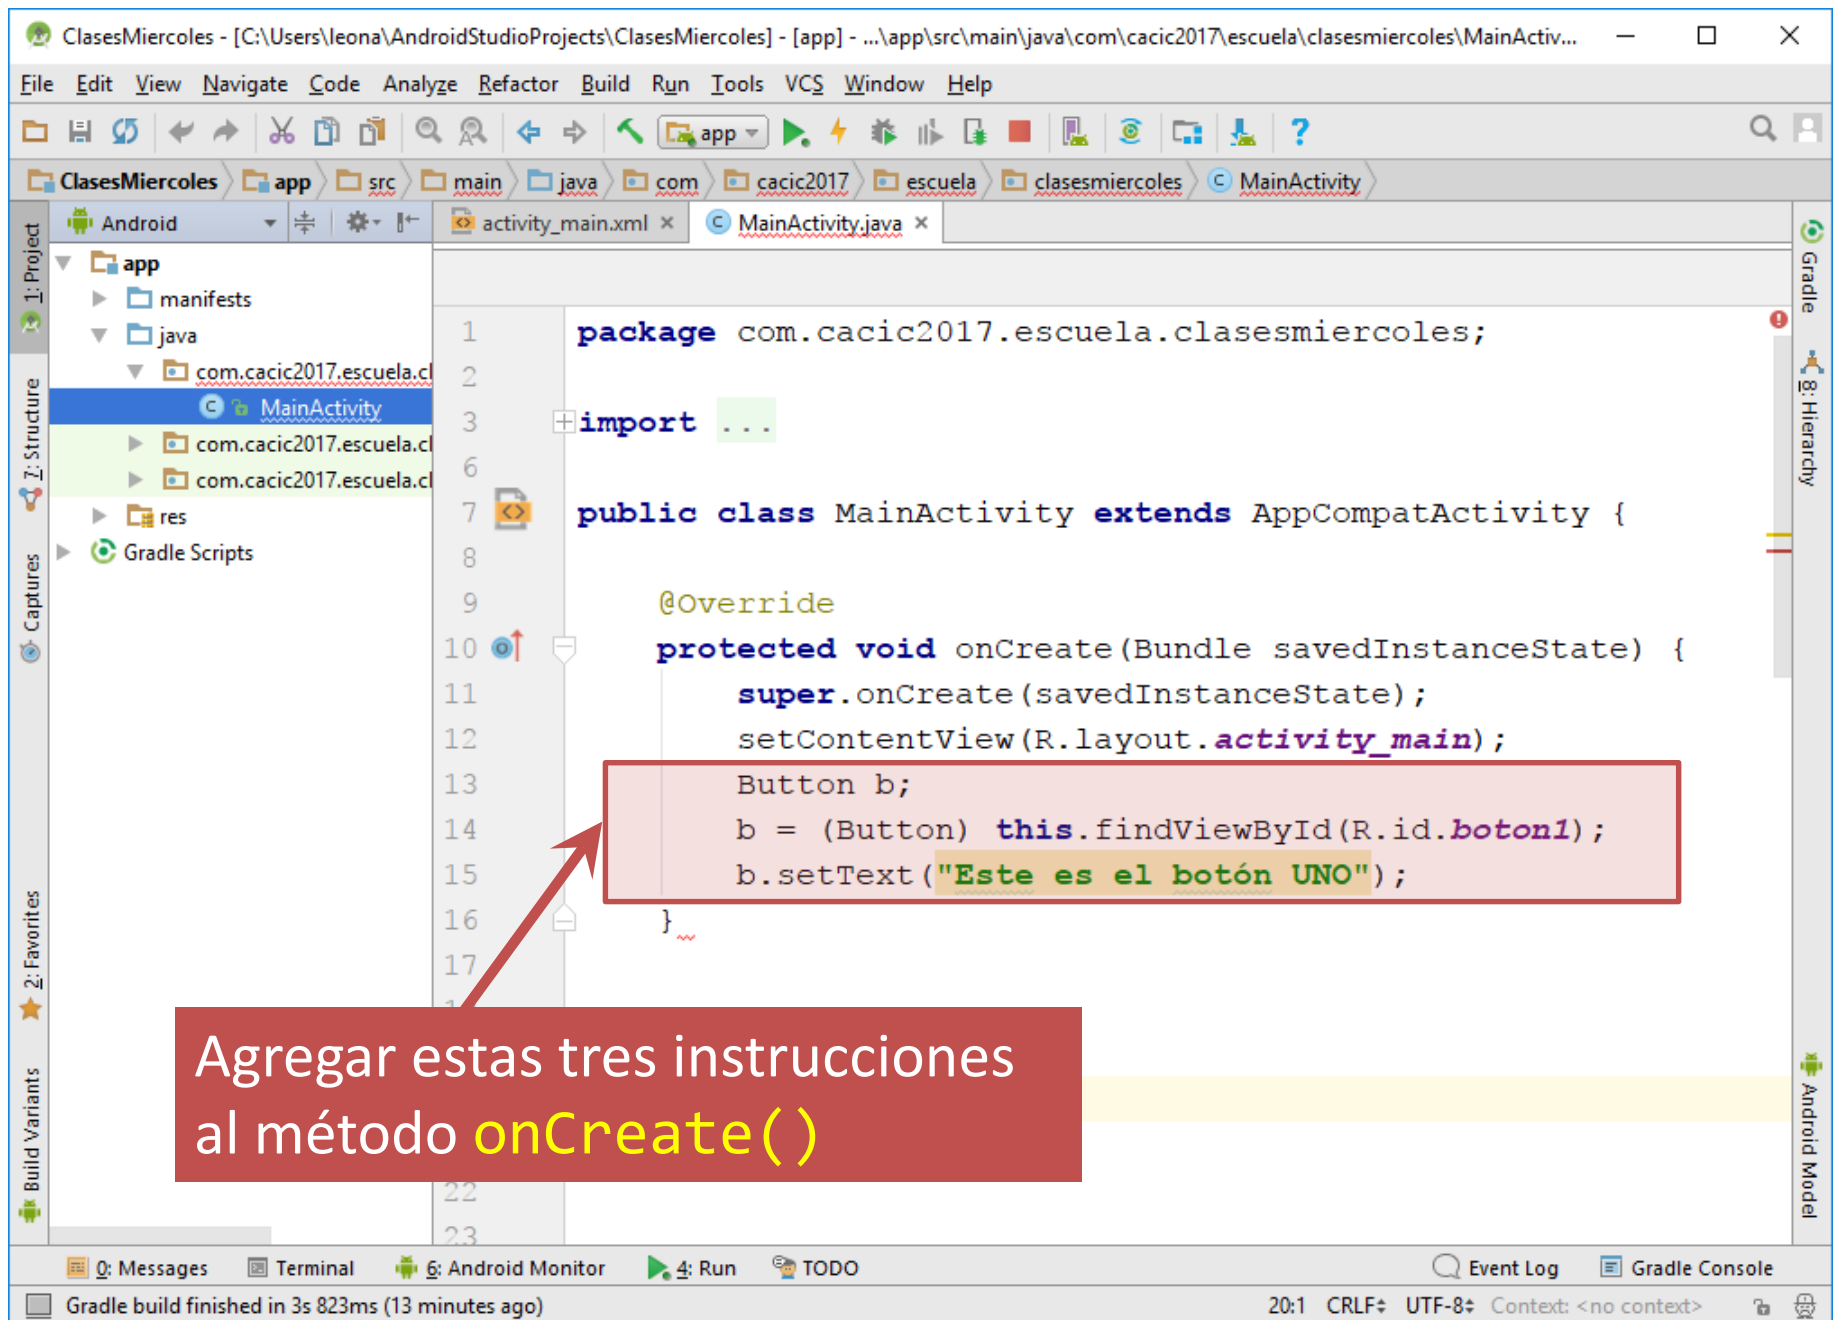 ClasesMiercoles - [C:\Users\leona\AndroidStudioProjects\ClasesMiercoles] - [app] - ...\app\src\main\java\com\cacic2017\escuela\clasesmiercoles\MainActiv...
File Edit View Navigate Code Analyze Refactor Build Run Tools VCS Window Help
app
ClasesMiercoles app src main java com cacic2017 escuela clasesmiercoles MainActivity
Android
activity_main.xml
MainActivity.java
1: Project
7: Structure
Captures
2: Favorites
Build Variants
app
manifests
java
com.cacic2017.escuela.cl
MainActivity
com.cacic2017.escuela.cl
com.cacic2017.escuela.cl
res
Gradle Scripts
1 package com.cacic2017.escuela.clasesmiercoles;
2
3 import ...
6
7 public class MainActivity extends AppCompatActivity {
8
9 @Override
10 protected void onCreate(Bundle savedInstanceState) {
11 super.onCreate(savedInstanceState);
12 setContentView(R.layout.activity_main);
13 Button b;
14 b = (Button) this.findViewById(R.id.boton1);
15 b.setText("Este es el botón UNO");
16 }
17
22
23
Agregar estas tres instrucciones
al método onCreate()
Gradle
8: Hierarchy
Android Model
0: Messages Terminal 6: Android Monitor 4: Run TODO Event Log Gradle Console
Gradle build finished in 3s 823ms (13 minutes ago) 20:1 CRLF UTF-8 Context: <no context>